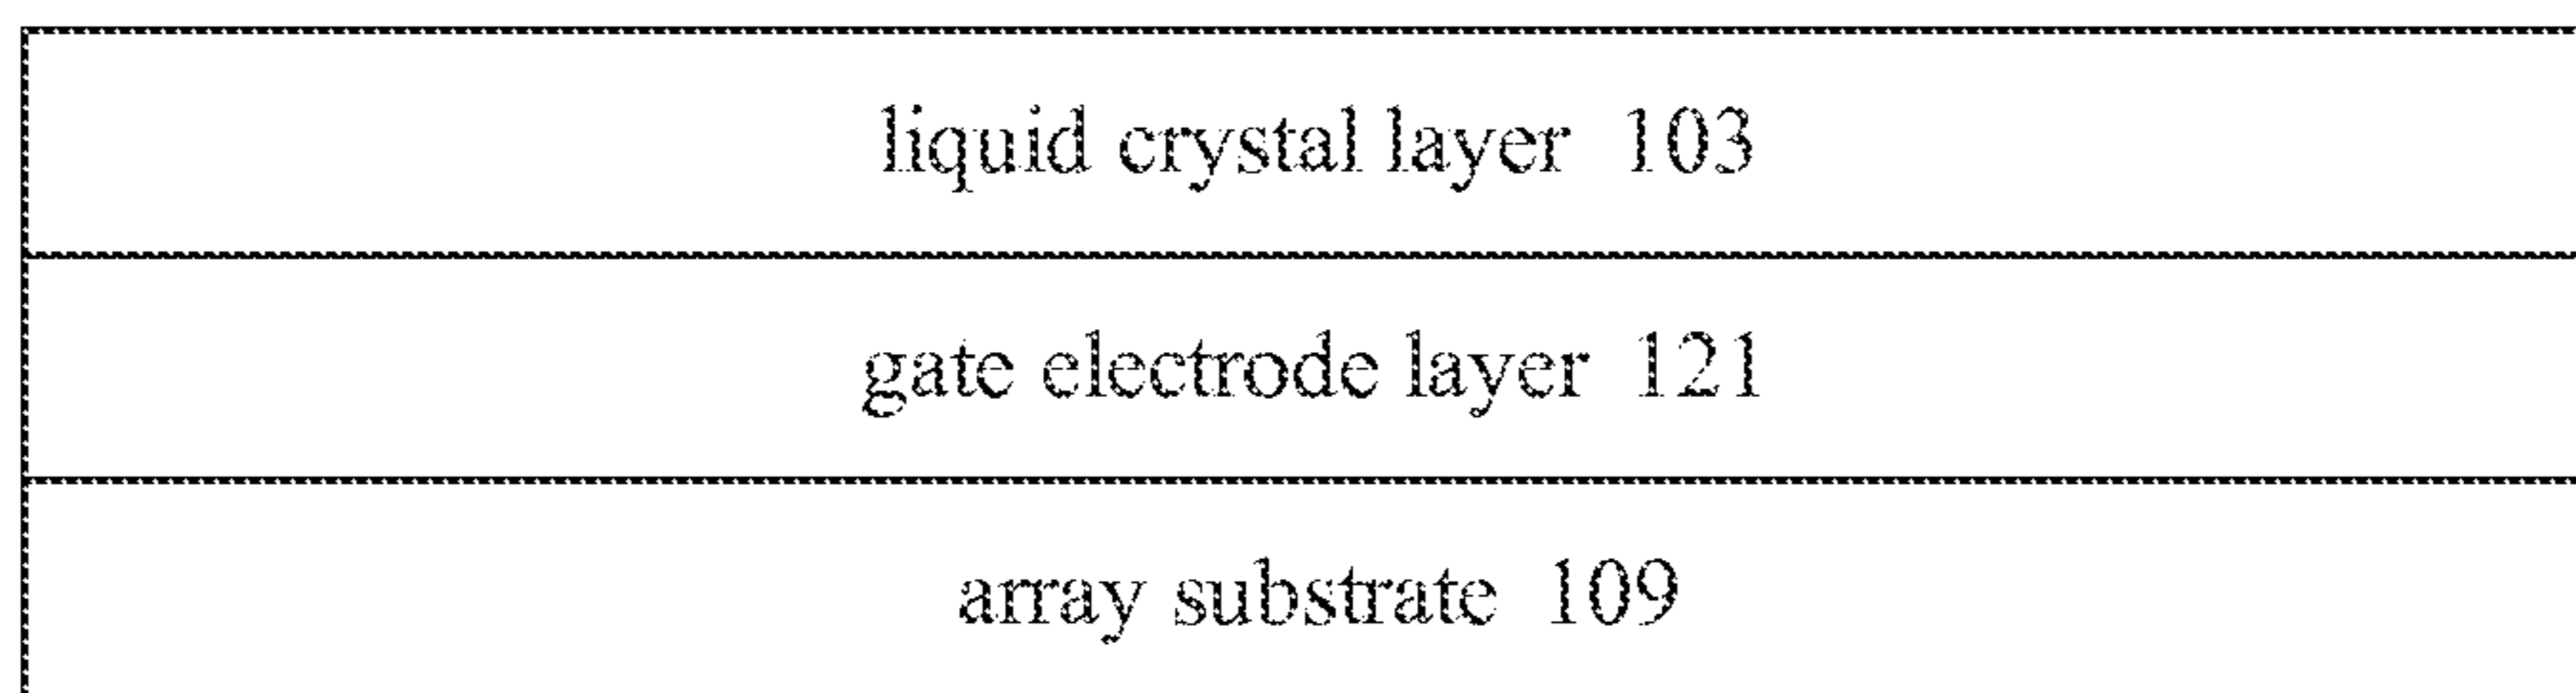 liquid crystal layer 103
gate electrode layer 121
array substrate 109